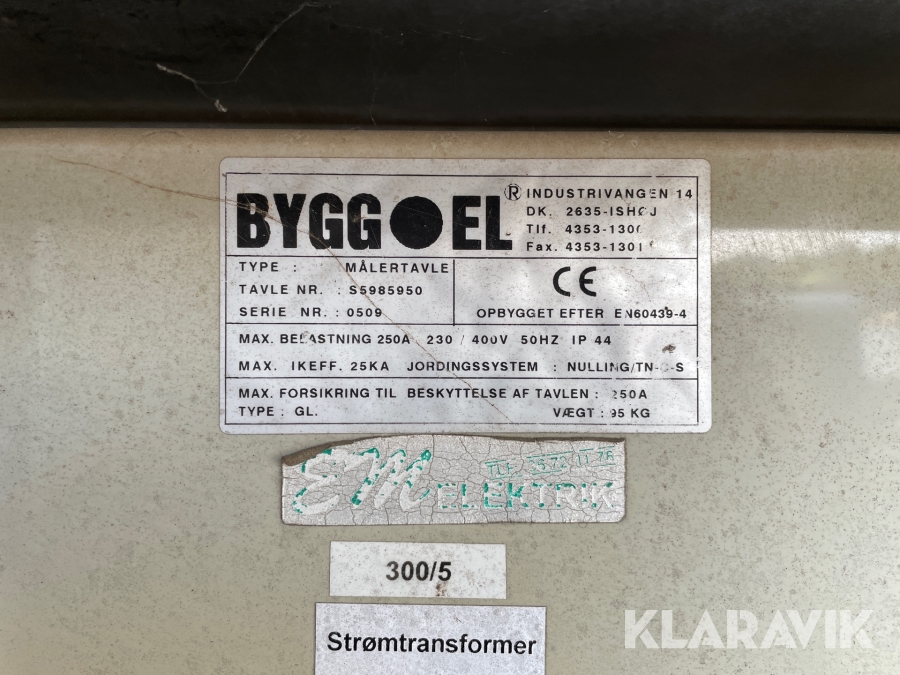 BYGG●EL®
INDUSTRIVANGEN 14
DK. 2635-ISHØJ
Tlf. 4353-1300
Fax. 4353-1301
TYPE : MÅLERTAVLE
TAVLE NR. : S5985950
SERIE NR. : 0509
CE
OPBYGGET EFTER EN60439-4
MAX. BELASTNING 250A 230 / 400V 50HZ IP 44
MAX. IKEFF. 25KA JORDINGSSYSTEM : NULLING/TN-C-S
MAX. FORSIKRING TIL BESKYTTELSE AF TAVLEN : 250A
TYPE : GL. VÆGT : 95 KG
EM ELEKTRIK
TLF.
300/5
Strømtransformer
KLARAVIK